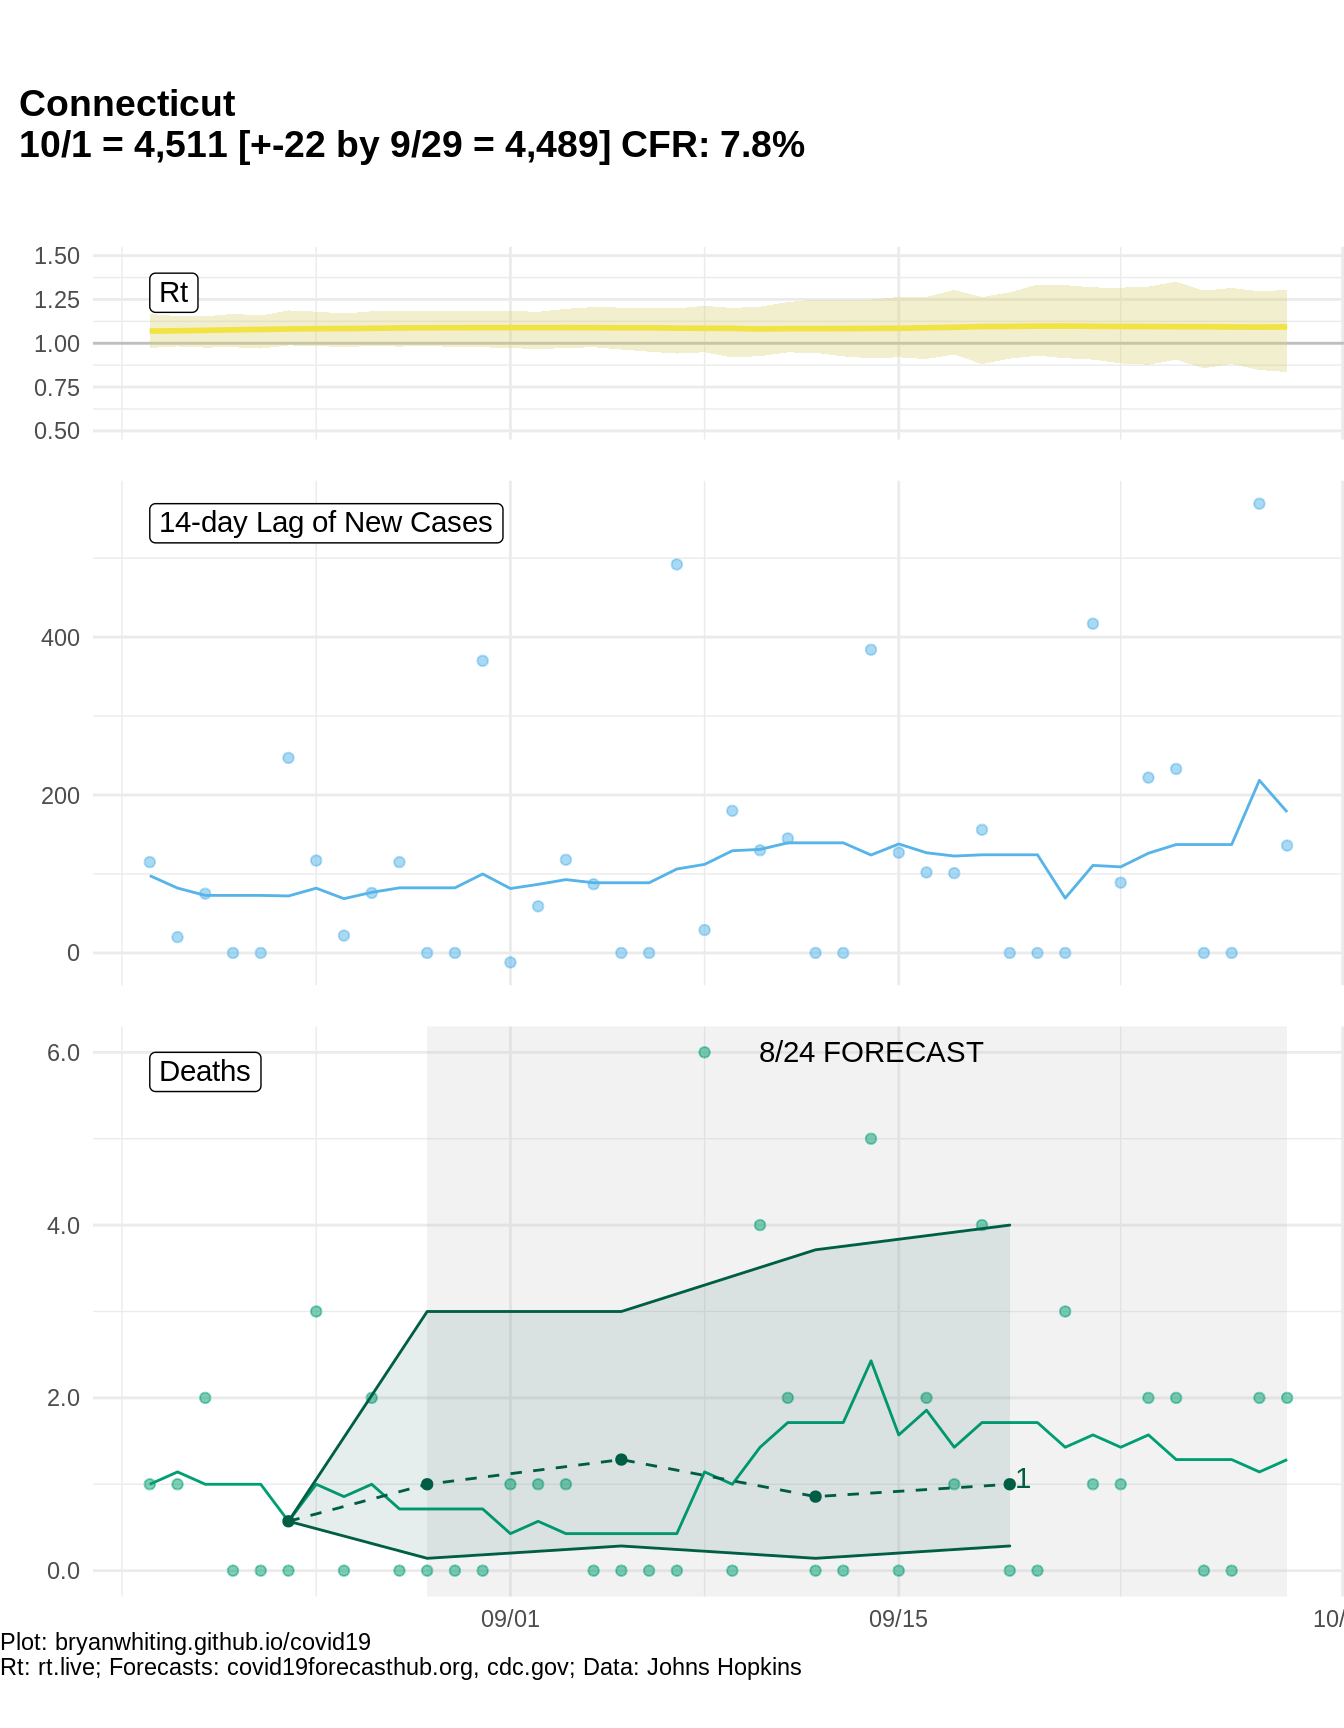 Connecticut
10/1 = 4,511 [+-22 by 9/29 = 4,489] CFR: 7.8%
1.50
1.25
1.00
0.75
0.50
Rt
14-day Lag of New Cases
400
200
0
8/24 FORECAST
Deaths
6.0
4.0
2.0
0.0
1
09/01
09/15
10/
Plot: bryanwhiting.github.io/covid19
Rt: rt.live; Forecasts: covid19forecasthub.org, cdc.gov; Data: Johns Hopkins